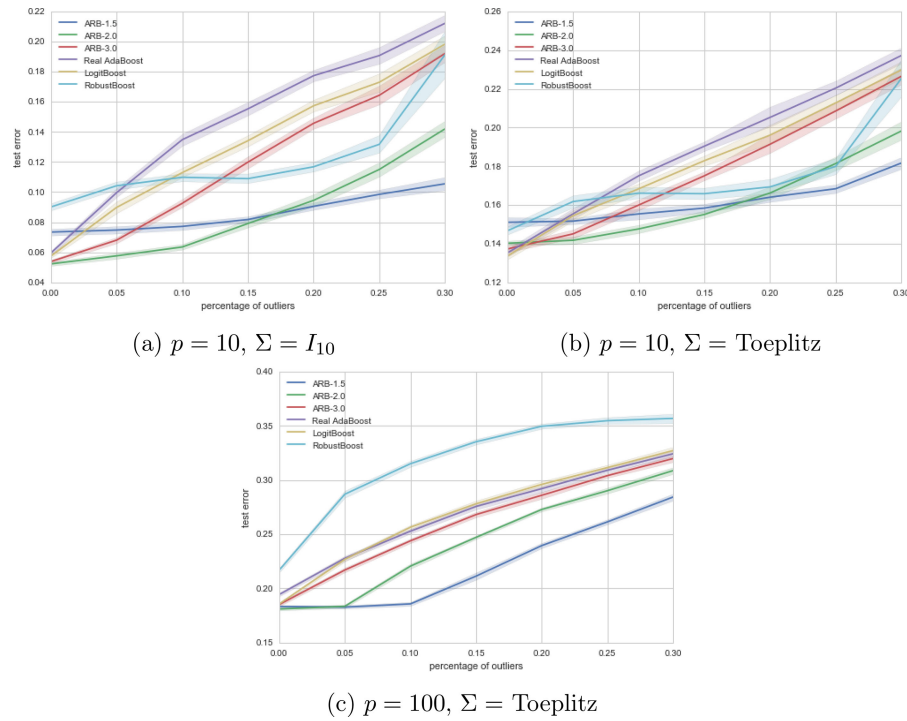 0.22
0.20
0.18
0.16
0.14
0.12
0.10
0.08
0.06
0.04
test error
ARB-1.5
ARB-2.0
ARB-3.0
Real AdaBoost
LogitBoost
RobustBoost
0.00 0.05 0.10 0.15 0.20 0.25 0.30
percentage of outliers
(a) p = 10, Σ = I₁₀
0.26
0.24
0.22
0.20
0.18
0.16
0.14
0.12
test error
ARB-1.5
ARB-2.0
ARB-3.0
Real AdaBoost
LogitBoost
RobustBoost
0.00 0.05 0.10 0.15 0.20 0.25 0.30
percentage of outliers
(b) p = 10, Σ = Toeplitz
0.40
0.35
0.30
0.25
0.20
0.15
test error
ARB-1.5
ARB-2.0
ARB-3.0
Real AdaBoost
LogitBoost
RobustBoost
0.00 0.05 0.10 0.15 0.20 0.25 0.30
percentage of outliers
(c) p = 100, Σ = Toeplitz